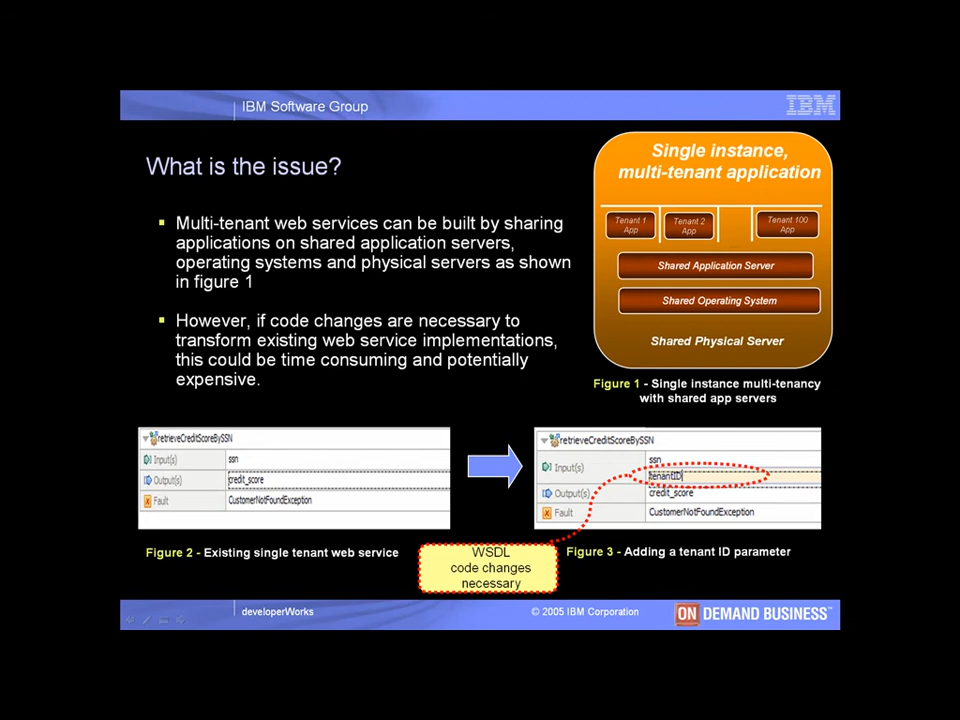 IBM Software Group
IBM
What is the issue?
Multi-tenant web services can be built by sharing
applications on shared application servers,
operating systems and physical servers as shown
in figure 1
However, if code changes are necessary to
transform existing web service implementations,
this could be time consuming and potentially
expensive.
Single instance,
multi-tenant application
Tenant 1
App
Tenant 2
App
Tenant 100
App
Shared Application Server
Shared Operating System
Shared Physical Server
Figure 1 - Single instance multi-tenancy
with shared app servers
retrieveCreditScoreBySSN
Input(s) ssn
Output(s) credit_score
Fault CustomerNotFoundException
Figure 2 - Existing single tenant web service
retrieveCreditScoreBySSN
ssn
Input(s)
tenantID
Output(s) credit_score
Fault CustomerNotFoundException
Figure 3 - Adding a tenant ID parameter
WSDL
code changes
necessary
developerWorks
© 2005 IBM Corporation
ON DEMAND BUSINESS™